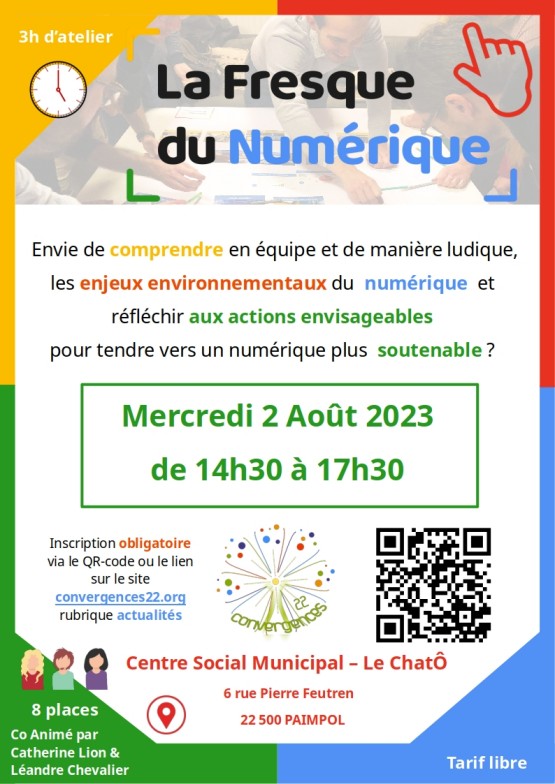 3h d’atelier
La Fresque
du Numérique
Envie de comprendre en équipe et de manière ludique,
les enjeux environnementaux du numérique et
réfléchir aux actions envisageables
pour tendre vers un numérique plus soutenable ?
Mercredi 2 Août 2023
de 14h30 à 17h30
Inscription obligatoire
via le QR-code ou le lien
sur le site
convergences22.org
rubrique actualités
22
convergences
Centre Social Municipal – Le ChatÔ
6 rue Pierre Feutren
22 500 PAIMPOL
8 places
Co Animé par
Catherine Lion &
Léandre Chevalier
Tarif libre